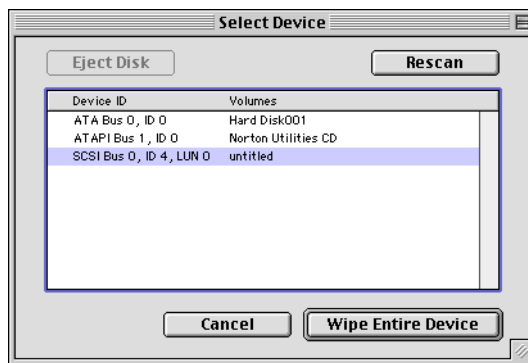 Select Device
Eject Disk Rescan
Device ID Volumes
ATA Bus 0, ID 0 Hard Disk001
ATAPI Bus 1, ID 0 Norton Utilities CD
SCSI Bus 0, ID 4, LUN 0 untitled
Cancel Wipe Entire Device